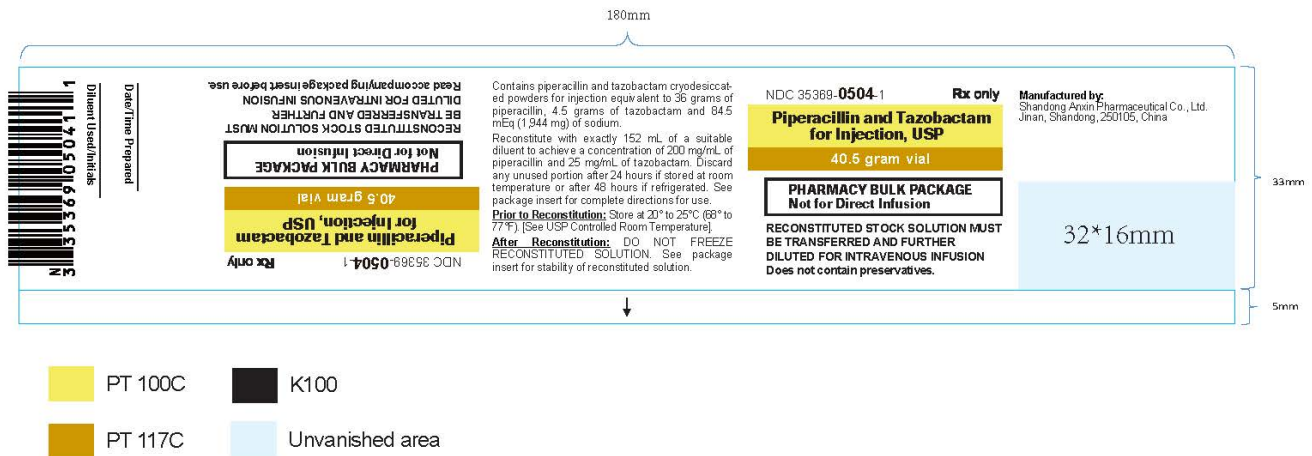 180mm
3 35369 05041 1
N
Diluent Used/Initials
Date/Time Prepared
NDC 35369-0504-1 Rx only
Piperacillin and Tazobactam
for Injection, USP
40.5 gram vial
PHARMACY BULK PACKAGE
Not for Direct Infusion
RECONSTITUTED STOCK SOLUTION MUST
BE TRANSFERRED AND FURTHER
DILUTED FOR INTRAVENOUS INFUSION
Read accompanying package insert before use.
Contains piperacillin and tazobactam cryodesiccat-
ed powders for injection equivalent to 36 grams of
piperacillin, 4.5 grams of tazobactam and 84.5
mEq (1,944 mg) of sodium.
Reconstitute with exactly 152 mL of a suitable
diluent to achieve a concentration of 200 mg/mL of
piperacillin and 25 mg/mL of tazobactam. Discard
any unused portion after 24 hours if stored at room
temperature or after 48 hours if refrigerated. See
package insert for complete directions for use.
Prior to Reconstitution: Store at 20° to 25°C (68° to
77°F). [See USP Controlled Room Temperature].
After Reconstitution: DO NOT FREEZE
RECONSTITUTED SOLUTION. See package
insert for stability of reconstituted solution.
NDC 35369-0504-1 Rx only
Piperacillin and Tazobactam
for Injection, USP
40.5 gram vial
PHARMACY BULK PACKAGE
Not for Direct Infusion
RECONSTITUTED STOCK SOLUTION MUST
BE TRANSFERRED AND FURTHER
DILUTED FOR INTRAVENOUS INFUSION
Does not contain preservatives.
Manufactured by:
Shandong Anxin Pharmaceutical Co., Ltd.
Jinan, Shandong, 250105, China
32*16mm
33mm
5mm
PT 100C
K100
PT 117C
Unvanished area